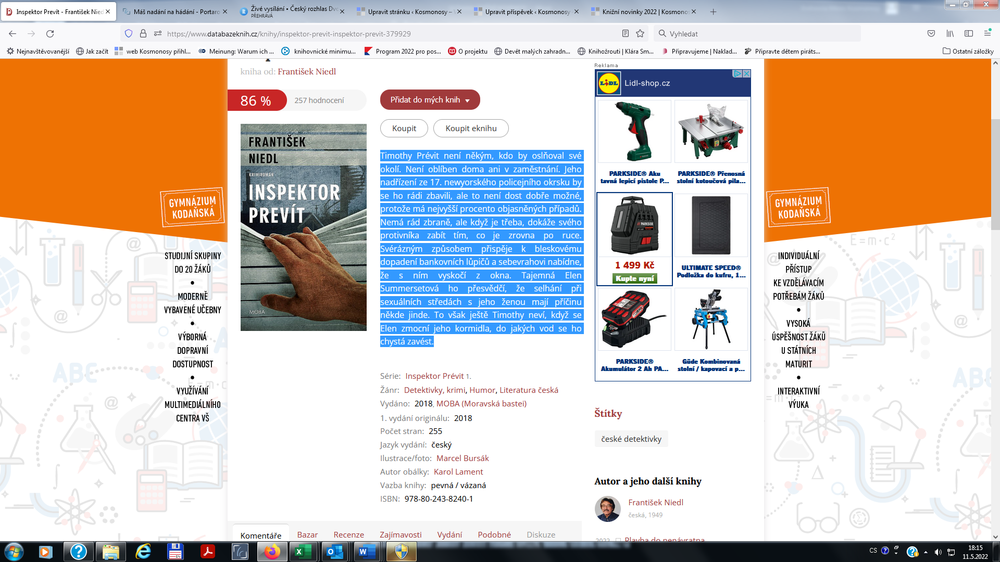 Inspektor Prevít - František Nied
Máš nadání na hádání - Portaro
Živé vysílání • Český rozhlas Dvo
PŘEHRÁVÁ
Upravit stránku ‹ Kosmonosy —
Upravit příspěvek ‹ Kosmonosy
Knižní novinky 2022 | Kosmonos
https://www.databazeknih.cz/knihy/inspektor-previt-inspektor-previt-379929
Vyhledat
Nejnavštěvovanější
Jak začít
web Kosmonosy přihl...
Meinung: Warum ich ...
knihovnické minimu...
Program 2022 pro pos...
O projektu
Devět malých zahradn...
Knihožrouti | Klára Sm...
Připravujeme | Naklad...
Připravte dětem piráts...
Ostatní záložky
kniha od: František Niedl
86 %
257 hodnocení
Přidat do mých knih
Koupit
Koupit eknihu
FRANTIŠEK
NIEDL
KRIMIROMÁN
INSPEKTOR
PREVÍT
MOBA
Timothy Prévit není někým, kdo by oslňoval své
okolí. Není oblíben doma ani v zaměstnání. Jeho
nadřízení ze 17. newyorského policejního okrsku by
se ho rádi zbavili, ale to není dost dobře možné,
protože má nejvyšší procento objasněných případů.
Nemá rád zbraně, ale když je třeba, dokáže svého
protivníka zabít tím, co je zrovna po ruce.
Svérázným způsobem přispěje k bleskovému
dopadení bankovních lůpičů a sebevrahovi nabídne,
že s ním vyskočí z okna. Tajemná Elen
Summersetová ho přesvědčí, že selhání při
sexuálních středách s jeho ženou mají příčinu
někde jinde. To však ještě Timothy neví, když se
Elen zmocní jeho kormidla, do jakých vod se ho
chystá zavést.
Série: Inspektor Prévit 1.
Žánr: Detektivky, krimi, Humor, Literatura česká
Vydáno: 2018, MOBA (Moravská bastei)
1. vydání originálu: 2018
Počet stran: 255
Jazyk vydání: český
Ilustrace/foto: Marcel Bursák
Autor obálky: Karol Lament
Vazba knihy: pevná / vázaná
ISBN: 978-80-243-8240-1
Komentáře
Bazar
Recenze
Zajímavosti
Vydání
Podobné
Diskuze
Reklama
LIDL
Lidl-shop.cz
PARKSIDE® Aku
tavná lepicí pistole P...
PARKSIDE® Přenosná
stolní kotoučová pila...
PARKSIDE
1 499 Kč
Kupte nyní
ULTIMATE SPEED®
Podložka do kufru, 1...
PARKSIDE®
Akumulátor 2 Ah PA...
Güde Kombinovaná
stolní / kapovací a p...
Štítky
české detektivky
Autor a jeho další knihy
František Niedl
česká, 1949
2022
Plavba do nenávratna
GYMNÁZIUM
KODAŇSKÁ
STUDIJNÍ SKUPINY
DO 20 ŽÁKŮ
•
MODERNĚ
VYBAVENÉ UČEBNY
•
VÝBORNÁ
DOPRAVNÍ
DOSTUPNOST
•
VYUŽÍVÁNÍ
MULTIMEDIÁLNÍHO
CENTRA VŠ
ABC
E=m·c
GYMNÁZIUM
KODAŇSKÁ
E=m·c²
INDIVIDUÁLNÍ
PŘÍSTUP
KE VZDĚLÁVACÍM
POTŘEBÁM ŽÁKŮ
•
VYSOKÁ
ÚSPĚŠNOST ŽÁKŮ
U STÁTNÍCH
MATURIT
•
INTERAKTIVNÍ
VÝUKA
ABC
CS
18:15
11.5.2022